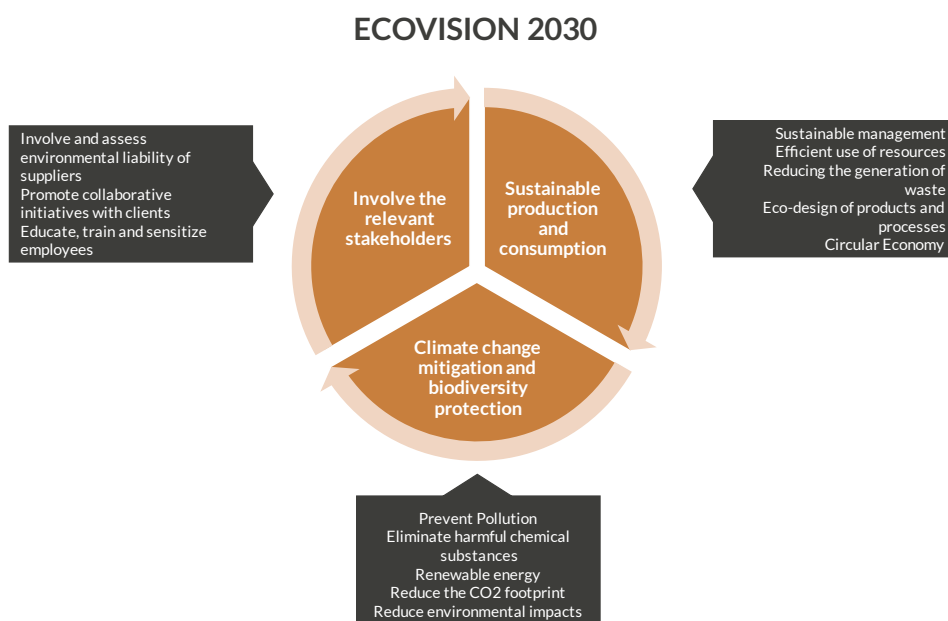 ECOVISION 2030
Involve and assess
environmental liability of
suppliers
Promote collaborative
initiatives with clients
Educate, train and sensitize
employees
Involve the
relevant
stakeholders
Sustainable
production
and
consumption
Sustainable management
Efficient use of resources
Reducing the generation of
waste
Eco-design of products and
processes
Circular Economy
Climate change
mitigation and
biodiversity
protection
Prevent Pollution
Eliminate harmful chemical
substances
Renewable energy
Reduce the CO2 footprint
Reduce environmental impacts